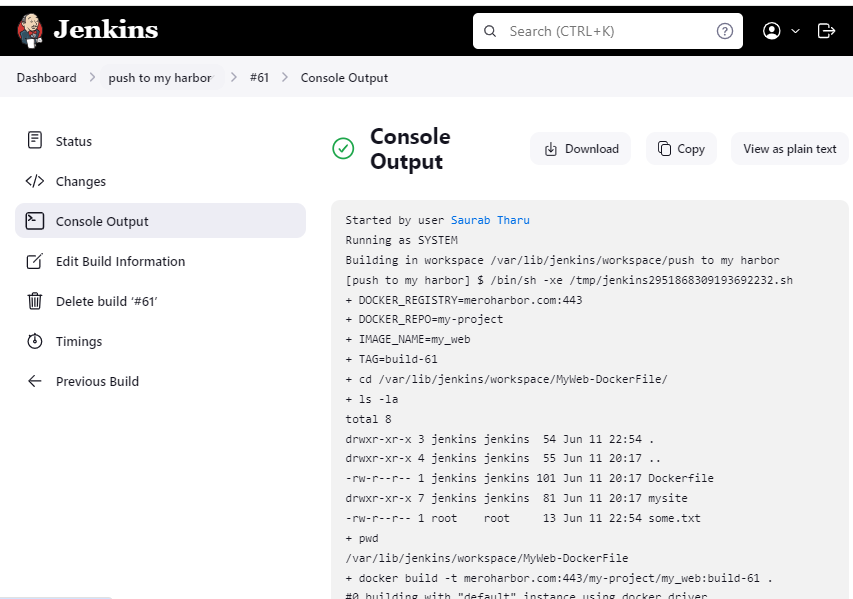 Jenkins
Search (CTRL+K)
Dashboard > push to my harbor > #61 > Console Output
Status
Changes
Console Output
Edit Build Information
Delete build ‘#61’
Timings
Previous Build
Console Output
Download
Copy
View as plain text
Started by user Saurab Tharu
Running as SYSTEM
Building in workspace /var/lib/jenkins/workspace/push to my harbor
[push to my harbor] $ /bin/sh -xe /tmp/jenkins2951868309193692232.sh
+ DOCKER_REGISTRY=meroharbor.com:443
+ DOCKER_REPO=my-project
+ IMAGE_NAME=my_web
+ TAG=build-61
+ cd /var/lib/jenkins/workspace/MyWeb-DockerFile/
+ ls -la
total 8
drwxr-xr-x 3 jenkins jenkins  54 Jun 11 22:54 .
drwxr-xr-x 4 jenkins jenkins  55 Jun 11 20:17 ..
-rw-r--r-- 1 jenkins jenkins 101 Jun 11 20:17 Dockerfile
drwxr-xr-x 7 jenkins jenkins  81 Jun 11 20:17 mysite
-rw-r--r-- 1 root    root     13 Jun 11 22:54 some.txt
+ pwd
/var/lib/jenkins/workspace/MyWeb-DockerFile
+ docker build -t meroharbor.com:443/my-project/my_web:build-61 .
#0 building with "default" instance using docker driver